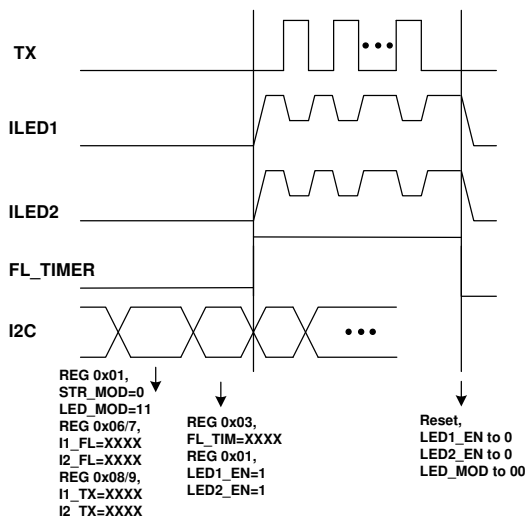 TX
ILED1
ILED2
FL_TIMER
I2C
REG 0x01,
STR_MOD=0
LED_MOD=11
REG 0x06/7,
I1_FL=XXXX
I2_FL=XXXX
REG 0x08/9,
I1_TX=XXXX
I2_TX=XXXX
REG 0x03,
FL_TIM=XXXX
REG 0x01,
LED1_EN=1
LED2_EN=1
Reset,
LED1_EN to 0
LED2_EN to 0
LED_MOD to 00